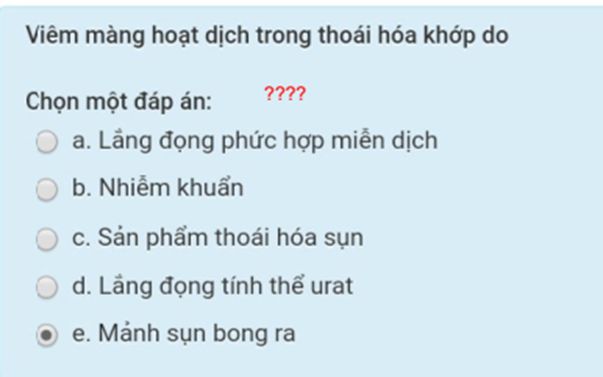 Viêm màng hoạt dịch trong thoái hóa khớp do
Chọn một đáp án: ????
a. Lắng đọng phức hợp miễn dịch
b. Nhiễm khuẩn
c. Sản phẩm thoái hóa sụn
d. Lắng đọng tính thể urat
e. Mảnh sụn bong ra